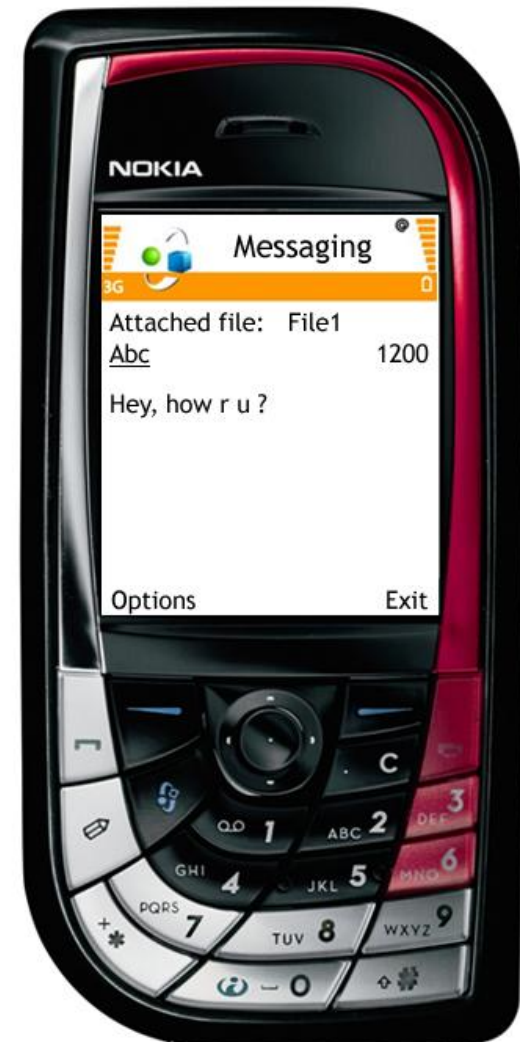 NOKIA
Messaging @
3G
Attached file: File1
Abc 1200
Hey, how r u ?
Options Exit
C
1 ABC 2 DEF 3
GHI 4 JKL 5 MNO 6
PQRS 7 TUV 8 WXYZ 9
+ * 0 #